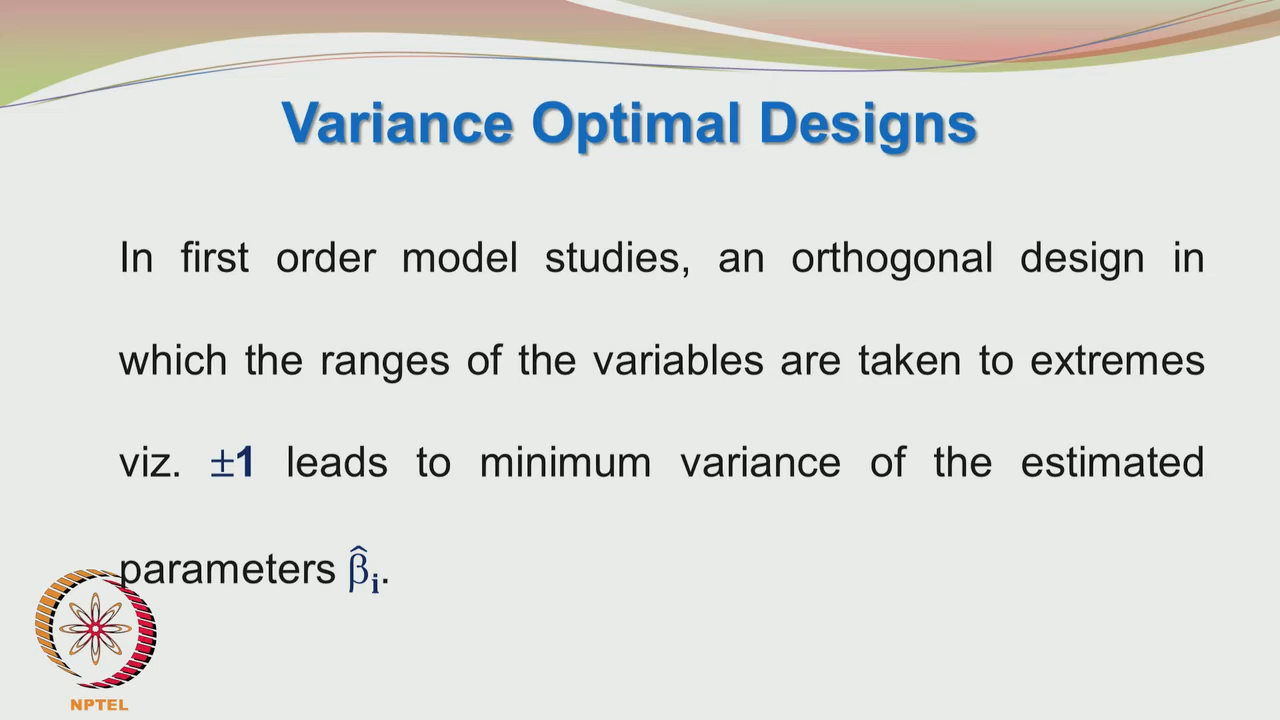 Variance Optimal Designs
In first order model studies, an orthogonal design in
which the ranges of the variables are taken to extremes
viz. ±1 leads to minimum variance of the estimated
parameters β̂ᵢ.
NPTEL